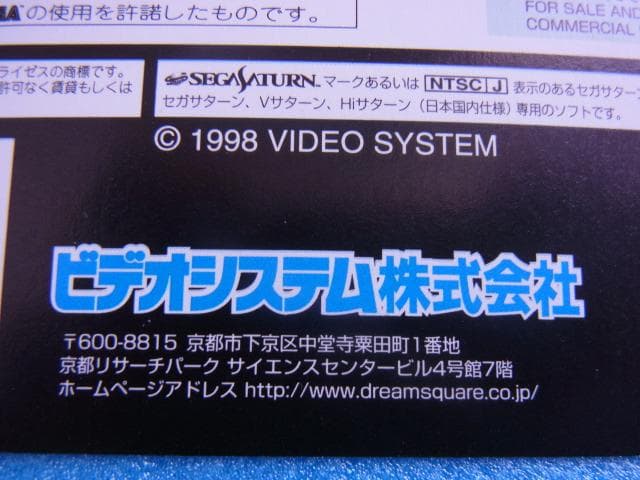 の使用を許諾したものです。
FOR SALE AND
COMMERCIAL
ライゼスの商標です。
許可なく賃貸もしくは
SEGASATURN マークあるいは NTSC J 表示のあるセガサター
セガサターン、Vサターン、Hiサターン（日本国内仕様）専用のソフトです。
© 1998 VIDEO SYSTEM
ビデオシステム株式会社
〒600-8815 京都市下京区中堂寺粟田町1番地
京都リサーチパーク サイエンスセンタービル4号館7階
ホームページアドレス http://www.dreamsquare.co.jp/